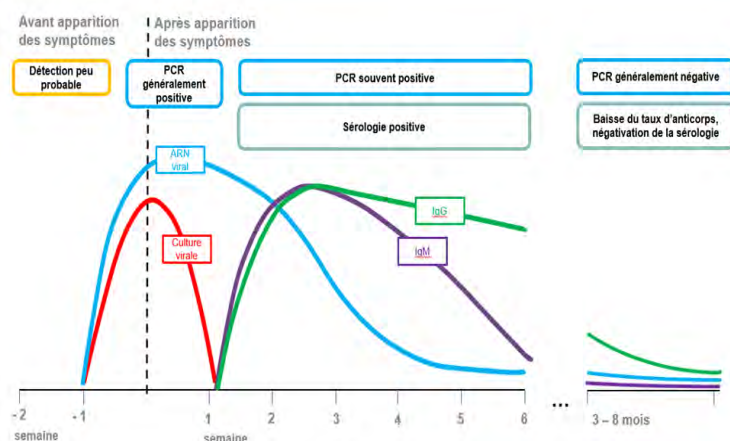 Avant apparition
des symptômes
Après apparition
des symptômes
Détection peu
probable
PCR
généralement
positive
PCR souvent positive
PCR généralement négative
Sérologie positive
Baisse du taux d'anticorps,
négativation de la sérologie
ARN
viral
Culture
virale
IgG
IgM
- 2
- 1
0
1
2
3
4
5
6
...
3 – 8 mois
semaine
semaine